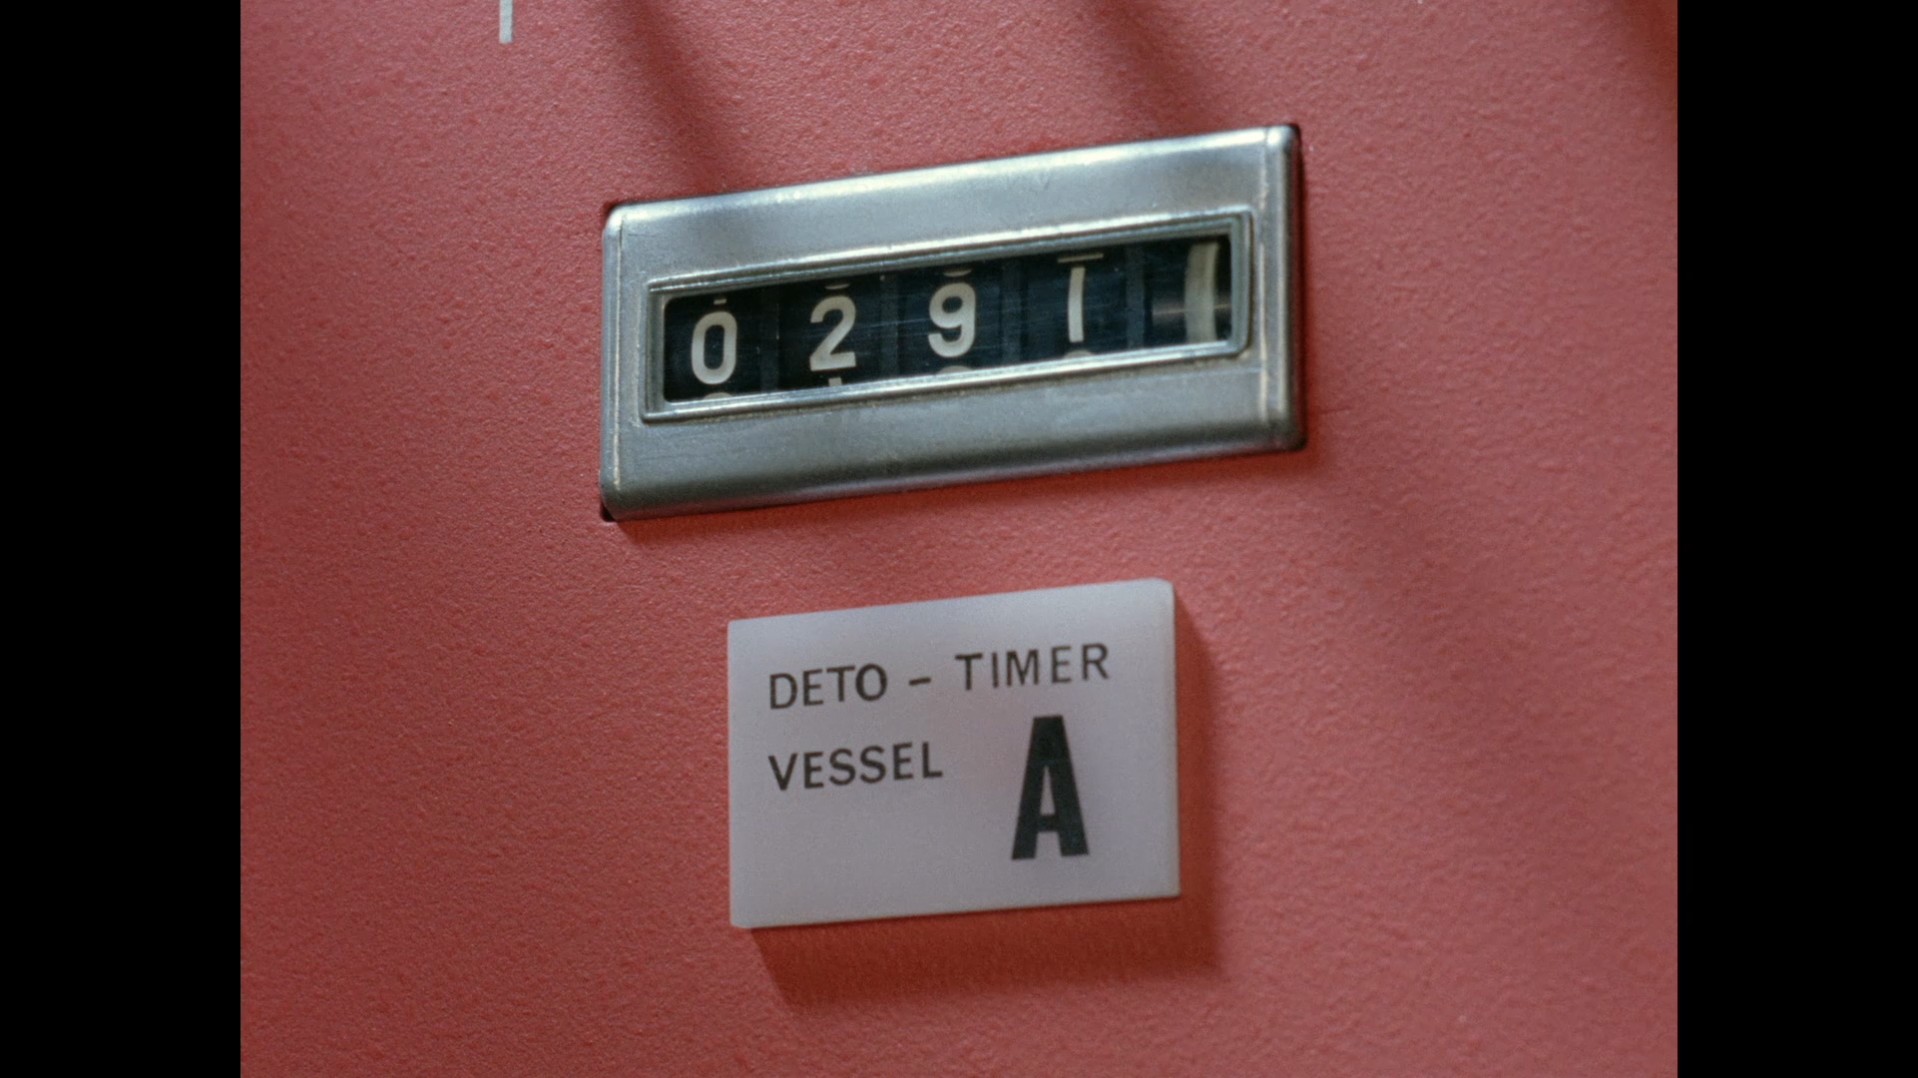 0291
DETO - TIMER
VESSEL A